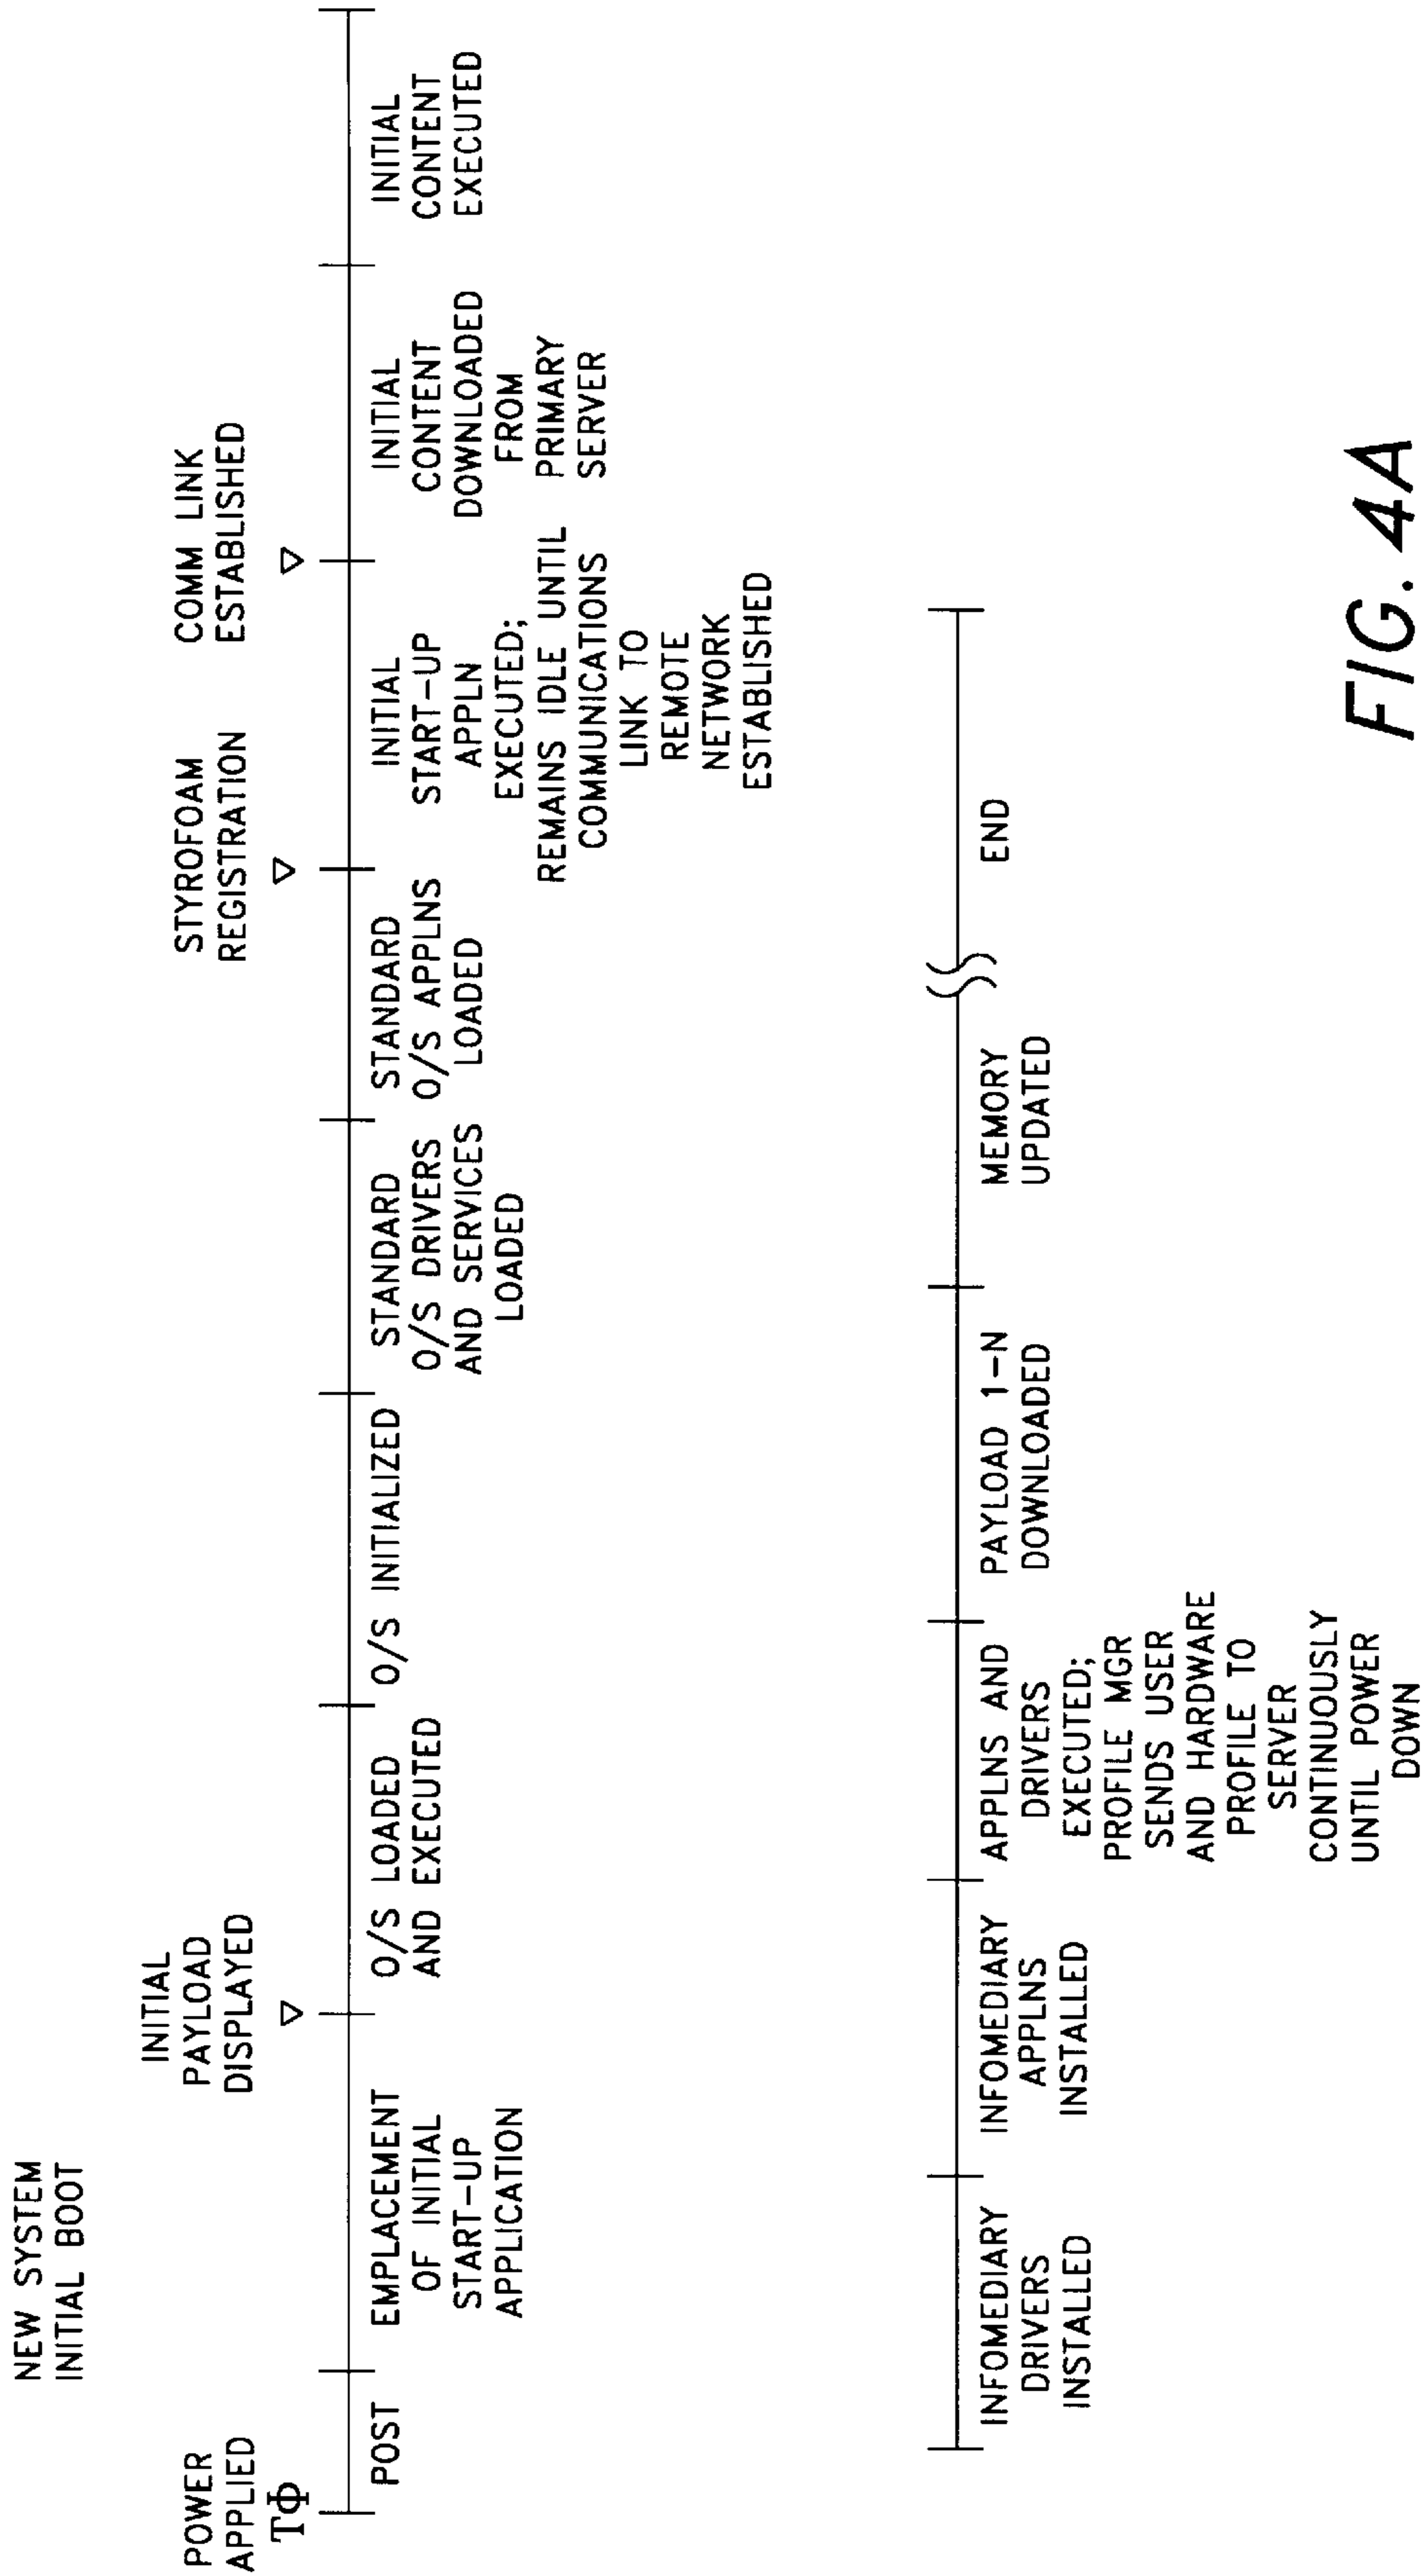 NEW SYSTEM
INITIAL BOOT
POWER
APPLIED
TΦ
INITIAL
PAYLOAD
DISPLAYED
STYROFOAM
REGISTRATION
COMM LINK
ESTABLISHED
POST
EMPLACEMENT
OF INITIAL
START-UP
APPLICATION
O/S LOADED
AND EXECUTED
O/S INITIALIZED
STANDARD
O/S DRIVERS
AND SERVICES
LOADED
STANDARD
O/S APPLNS
LOADED
INITIAL
START-UP
APPLN
EXECUTED;
REMAINS IDLE UNTIL
COMMUNICATIONS
LINK TO
REMOTE
NETWORK
ESTABLISHED
INITIAL
CONTENT
DOWNLOADED
FROM
PRIMARY
SERVER
INITIAL
CONTENT
EXECUTED
INFOMEDIARY
DRIVERS
INSTALLED
INFOMEDIARY
APPLNS
INSTALLED
APPLNS AND
DRIVERS
EXECUTED;
PROFILE MGR
SENDS USER
AND HARDWARE
PROFILE TO
SERVER
CONTINUOUSLY
UNTIL POWER
DOWN
PAYLOAD 1-N
DOWNLOADED
MEMORY
UPDATED
END
FIG. 4A